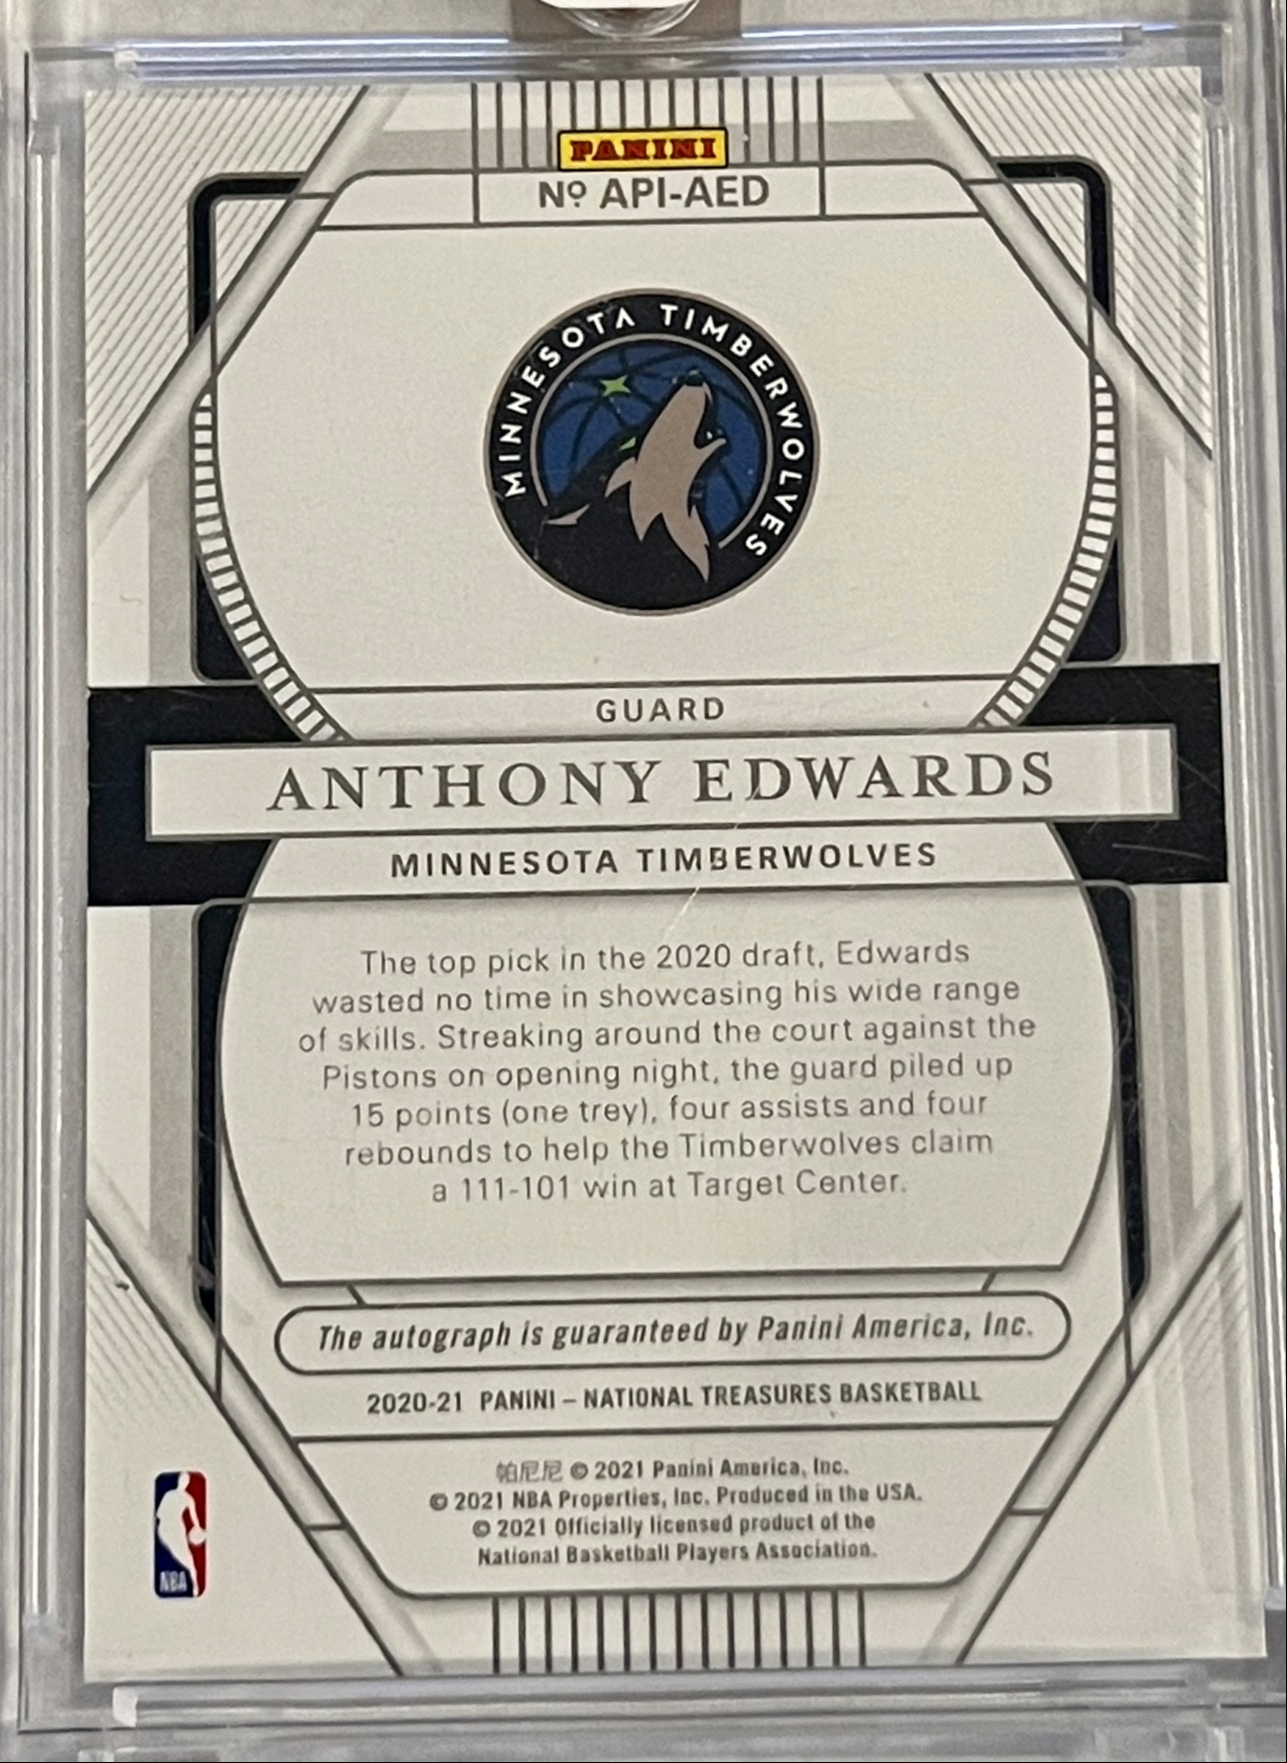 PANINI
Nº API-AED
MINNESOTA TIMBERWOLVES
GUARD
ANTHONY EDWARDS
MINNESOTA TIMBERWOLVES
The top pick in the 2020 draft, Edwards
wasted no time in showcasing his wide range
of skills. Streaking around the court against the
Pistons on opening night, the guard piled up
15 points (one trey), four assists and four
rebounds to help the Timberwolves claim
a 111-101 win at Target Center.
The autograph is guaranteed by Panini America, Inc.
2020-21 PANINI – NATIONAL TREASURES BASKETBALL
帕尼尼 © 2021 Panini America, Inc.
© 2021 NBA Properties, Inc. Produced in the USA.
© 2021 Officially licensed product of the
National Basketball Players Association.
NBA